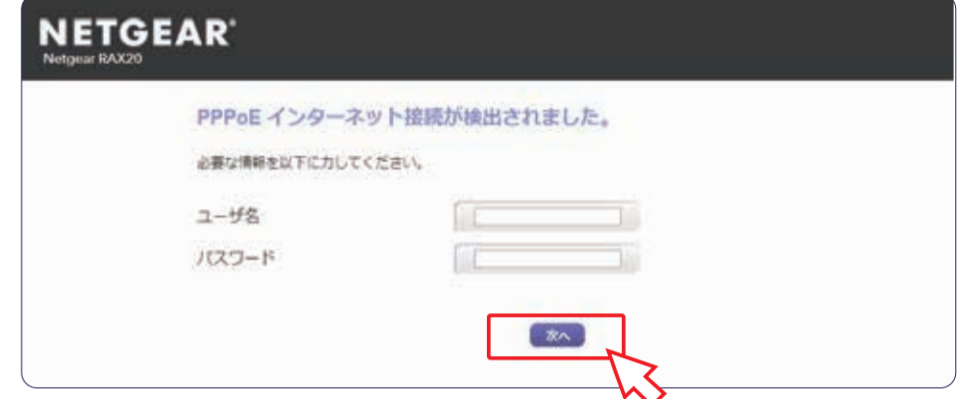 NETGEAR
Netgear RAX20
PPPoE インターネット接続が検出されました。
必要な情報を以下に力してください。
ユーザ名
パスワード
次へ